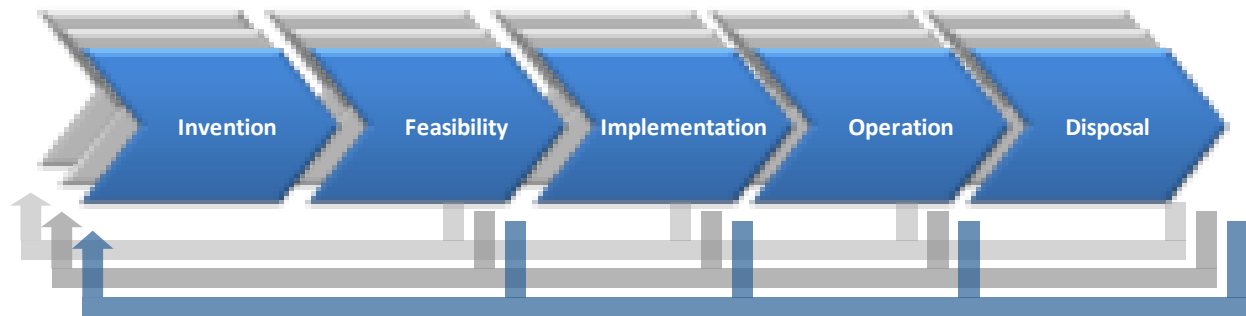 Invention
Feasibility
Implementation
Operation
Disposal